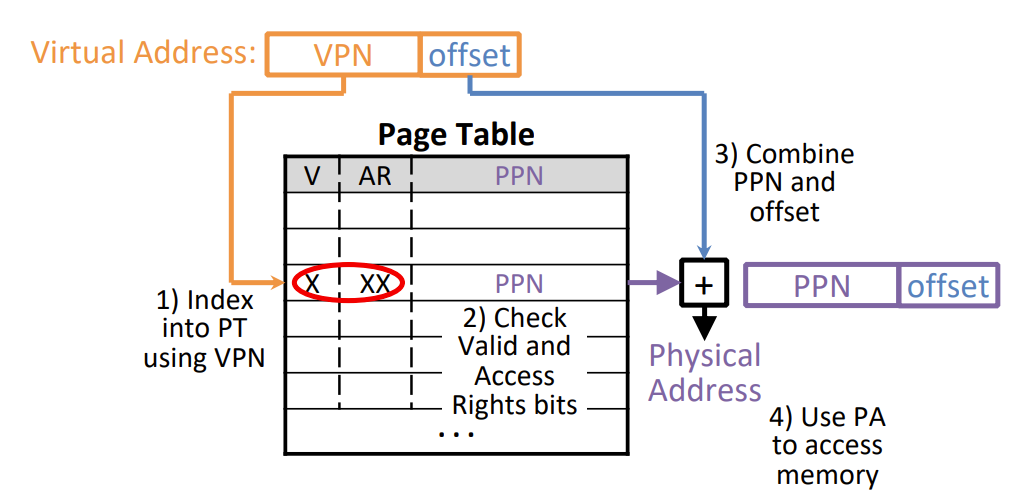 Virtual Address: VPN offset
Page Table
V AR PPN
3) Combine
PPN and
offset
X XX PPN
+
PPN offset
1) Index
into PT
using VPN
2) Check
Valid and
Access
Rights bits
...
Physical
Address
4) Use PA
to access
memory